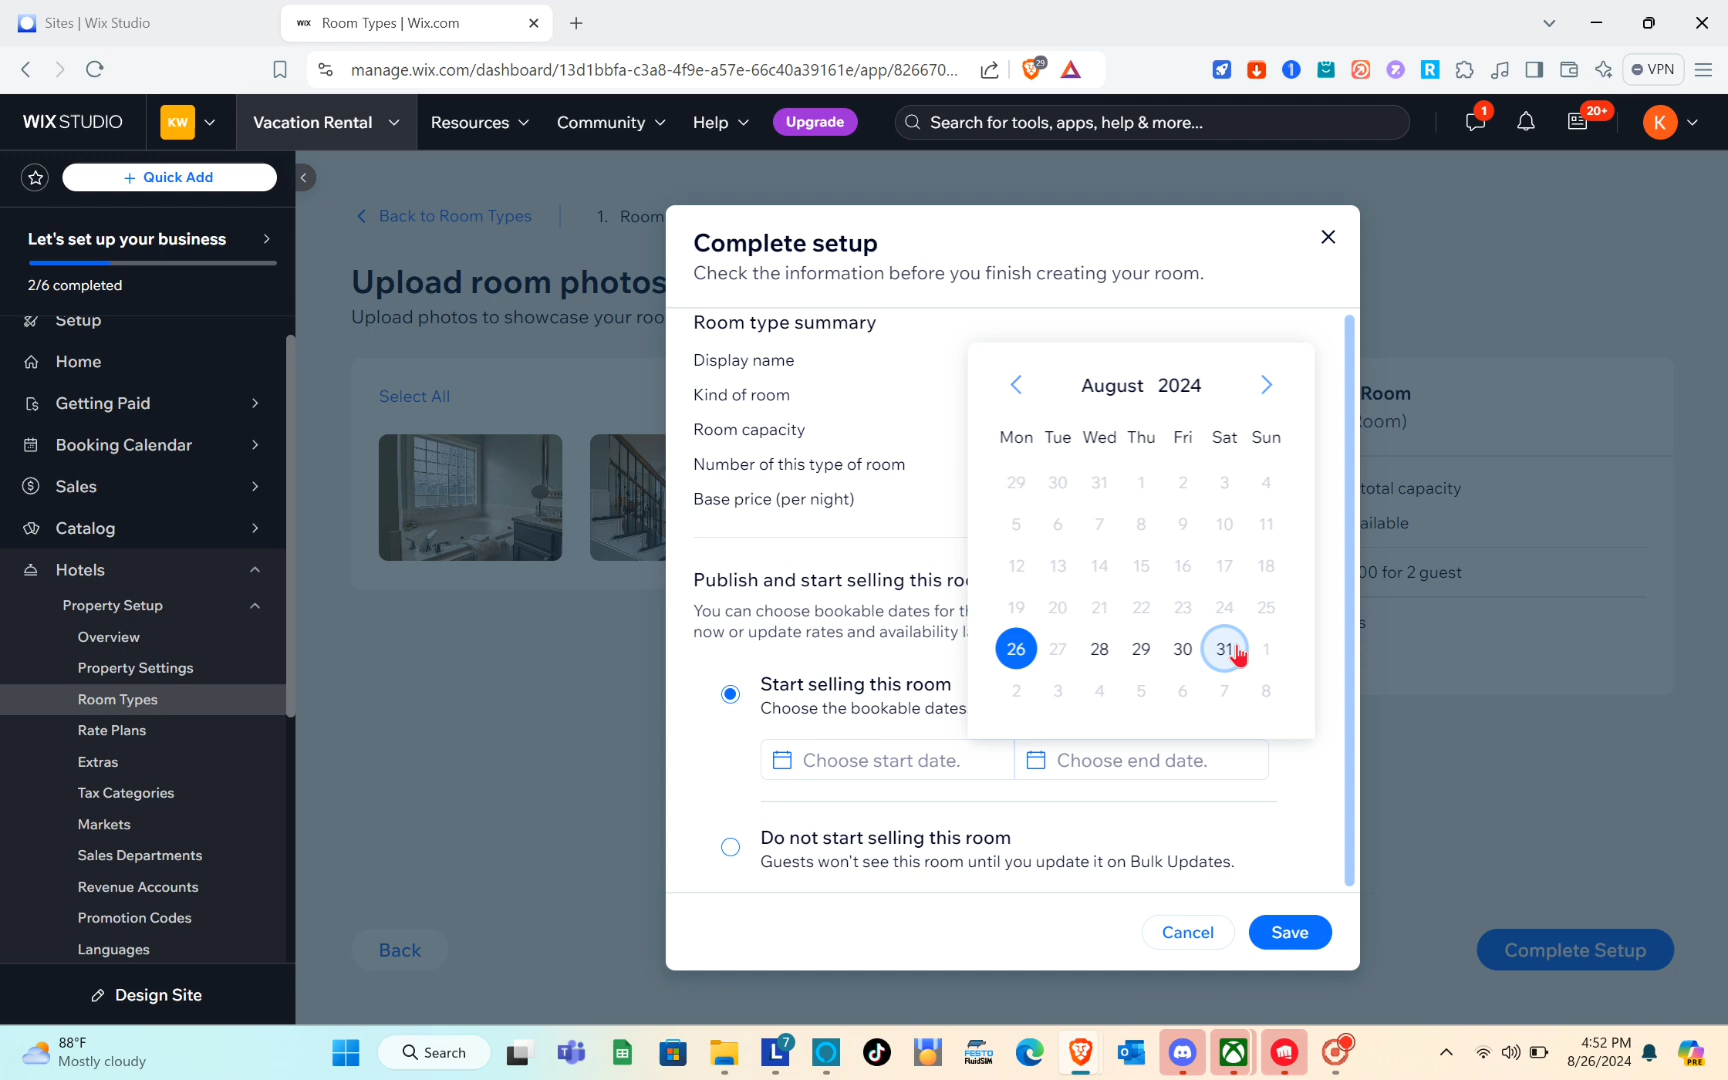 Sites | Wix Studio
WIX Room Types | Wix.com
manage.wix.com/dashboard/13d1bbfa-c3a8-4f9e-a57e-66c40a39161e/app/826670...
29
VPN
WIX STUDIO
KW
Vacation Rental
Resources
Community
Help
Upgrade
Search for tools, apps, help & more...
1
20+
K
+ Quick Add
Let's set up your business
2/6 completed
Setup
Home
Getting Paid
Booking Calendar
Sales
Catalog
Hotels
Property Setup
Overview
Property Settings
Room Types
Rate Plans
Extras
Tax Categories
Markets
Sales Departments
Revenue Accounts
Promotion Codes
Languages
Design Site
Back to Room Types
1. Room
Upload room photos
Upload photos to showcase your roo
Select All
Back
Room
oom)
total capacity
ailable
00 for 2 guest
s
Complete Setup
Complete setup
Check the information before you finish creating your room.
Room type summary
Display name
Kind of room
Room capacity
Number of this type of room
Base price (per night)
Publish and start selling this roo
You can choose bookable dates for th
now or update rates and availability l
Start selling this room
Choose the bookable dates.
Choose start date.
Choose end date.
Do not start selling this room
Guests won't see this room until you update it on Bulk Updates.
Cancel
Save
August 2024
Mon Tue Wed Thu Fri Sat Sun
29 30 31 1 2 3 4
5 6 7 8 9 10 11
12 13 14 15 16 17 18
19 20 21 22 23 24 25
26 27 28 29 30 31 1
2 3 4 5 6 7 8
88°F
Mostly cloudy
Search
7
FESTO
FluidSIM
4:52 PM
8/26/2024
PRE